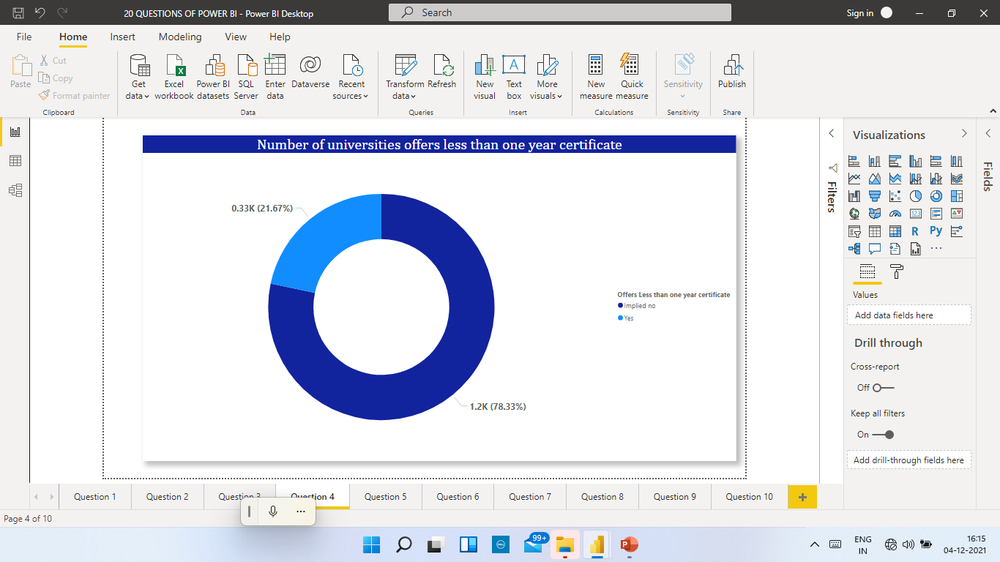 20 QUESTIONS OF POWER BI - Power BI Desktop
Search
Sign in
File Home Insert Modeling View Help
Paste
Cut
Copy
Format painter
Clipboard
Get data
Excel workbook
Power BI datasets
SQL Server
Enter data
Dataverse
Recent sources
Data
Transform data
Refresh
Queries
New visual
Text box
More visuals
Insert
New measure
Quick measure
Calculations
Sensitivity
Sensitivity
Publish
Share
Number of universities offers less than one year certificate
0.33K (21.67%)
1.2K (78.33%)
Offers Less than one year certificate
Implied no
Yes
Filters
Visualizations
123
R Py
Values
Add data fields here
Drill through
Cross-report
Off
Keep all filters
On
Add drill-through fields here
Fields
Question 1 Question 2 Question 3 Question 4 Question 5 Question 6 Question 7 Question 8 Question 9 Question 10
Page 4 of 10
99+
ENG
IN
16:15
04-12-2021